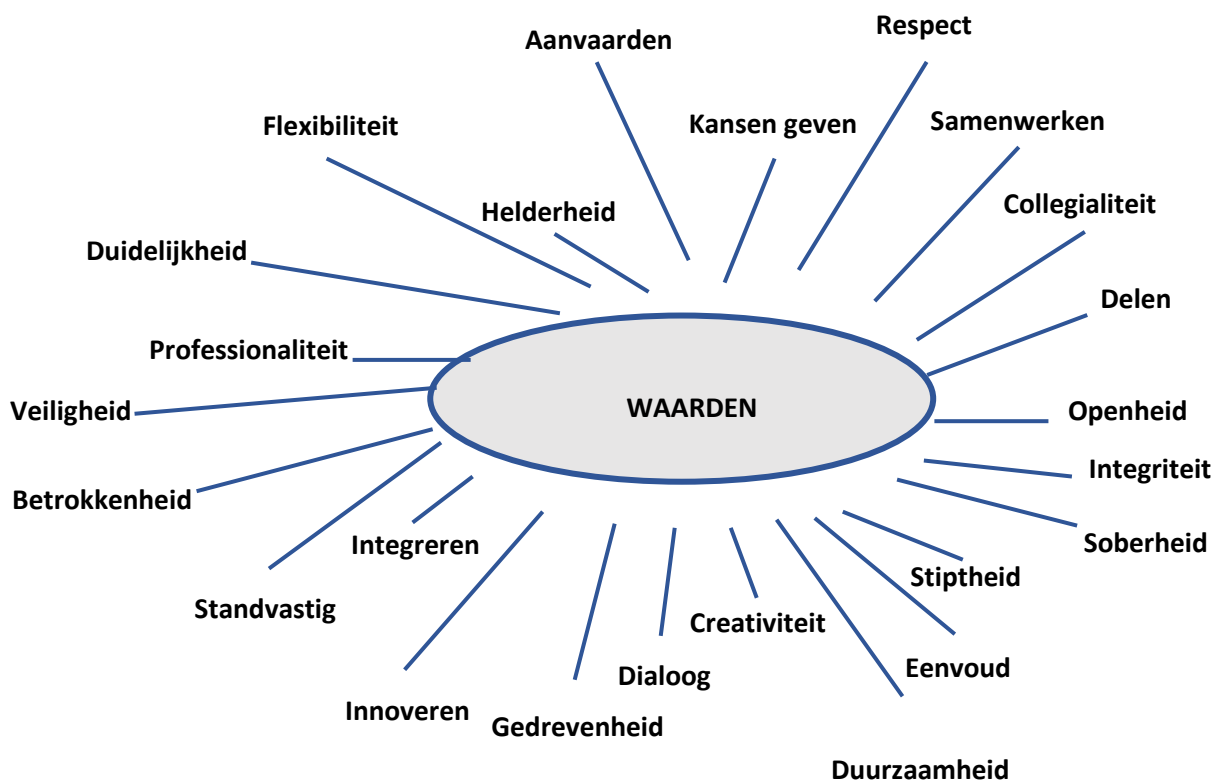 Respect
Aanvaarden
Kansen geven
Samenwerken
Flexibiliteit
Helderheid
Collegialiteit
Duidelijkheid
Delen
Professionaliteit
Veiligheid
WAARDEN
Openheid
Integriteit
Betrokkenheid
Integreren
Soberheid
Stiptheid
Standvastig
Creativiteit
Eenvoud
Dialoog
Innoveren
Gedrevenheid
Duurzaamheid